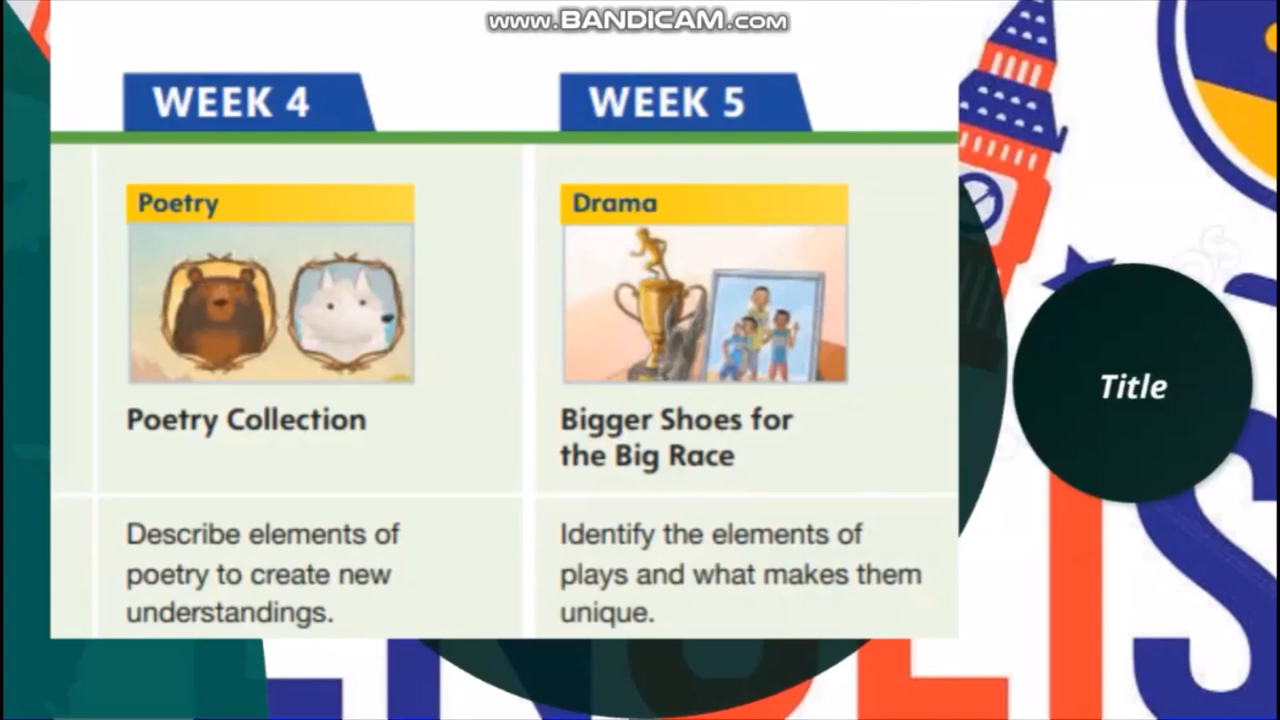 www.BANDICAM.com
WEEK 4
WEEK 5
Poetry
Drama
Poetry Collection
Bigger Shoes for
the Big Race
Title
Describe elements of
poetry to create new
understandings.
Identify the elements of
plays and what makes them
unique.